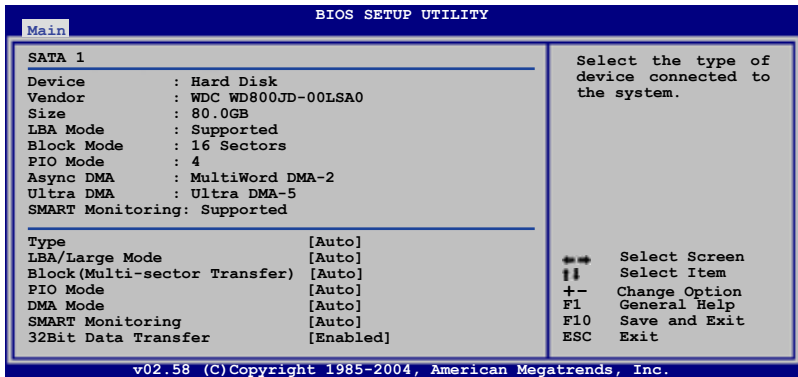 BIOS SETUP UTILITY
Main
SATA 1
Device : Hard Disk
Vendor : WDC WD800JD-00LSA0
Size : 80.0GB
LBA Mode : Supported
Block Mode : 16 Sectors
PIO Mode : 4
Async DMA : MultiWord DMA-2
Ultra DMA : Ultra DMA-5
SMART Monitoring: Supported
Type [Auto]
LBA/Large Mode [Auto]
Block(Multi-sector Transfer) [Auto]
PIO Mode [Auto]
DMA Mode [Auto]
SMART Monitoring [Auto]
32Bit Data Transfer [Enabled]
Select the type of
device connected to
the system.
Select Screen
Select Item
+- Change Option
F1 General Help
F10 Save and Exit
ESC Exit
v02.58 (C)Copyright 1985-2004, American Megatrends, Inc.